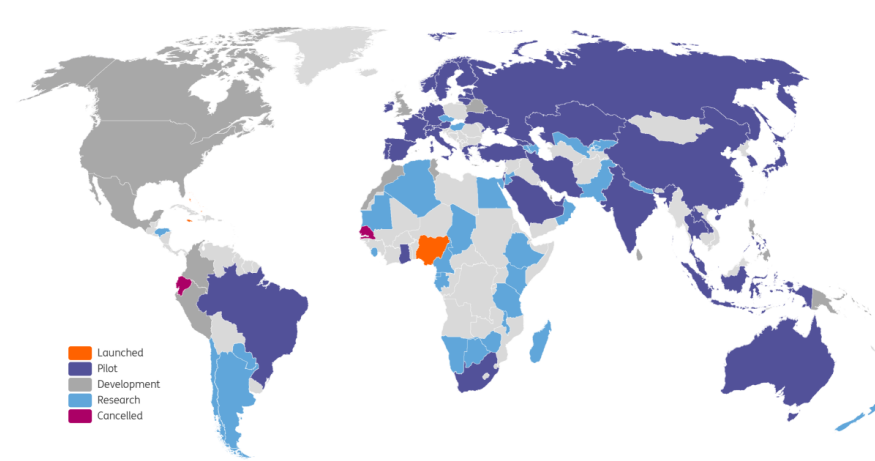 Launched
Pilot
Development
Research
Cancelled